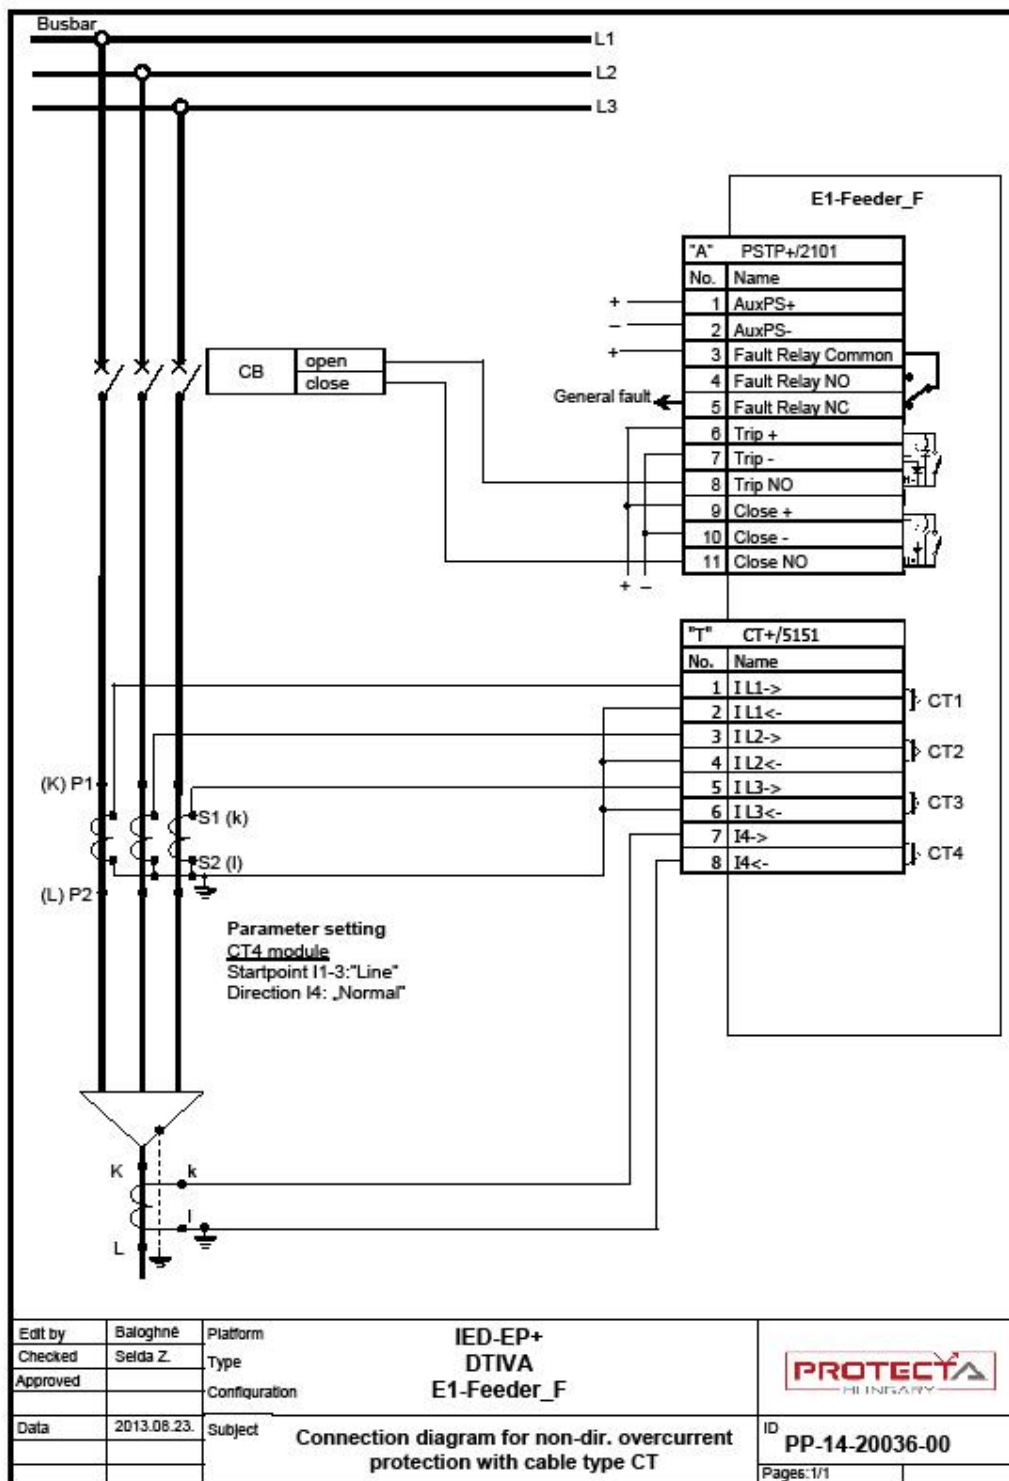 Busbar
L1
L2
L3
E1-Feeder_F
"A" PSTP+/2101
No. Name
+ 1 AuxPS+
– 2 AuxPS-
+ 3 Fault Relay Common
4 Fault Relay NO
General fault 5 Fault Relay NC
6 Trip +
7 Trip -
8 Trip NO
9 Close +
10 Close -
11 Close NO
+ –
CB open
close
"T" CT+/5151
No. Name
1 I L1->
2 I L1<-
CT1
3 I L2->
4 I L2<-
CT2
5 I L3->
6 I L3<-
CT3
7 I4->
8 I4<-
CT4
(K) P1
S1 (k)
S2 (l)
(L) P2
Parameter setting
CT4 module
Startpoint I1-3:"Line"
Direction I4: „Normal"
K k
l
L
Edit by Baloghné
Checked Selda Z.
Approved
Data 2013.08.23.
Platform IED-EP+
Type DTIVA
Configuration E1-Feeder_F
Subject Connection diagram for non-dir. overcurrent
protection with cable type CT
PROTECTA
HUNGARY
ID PP-14-20036-00
Pages:1/1